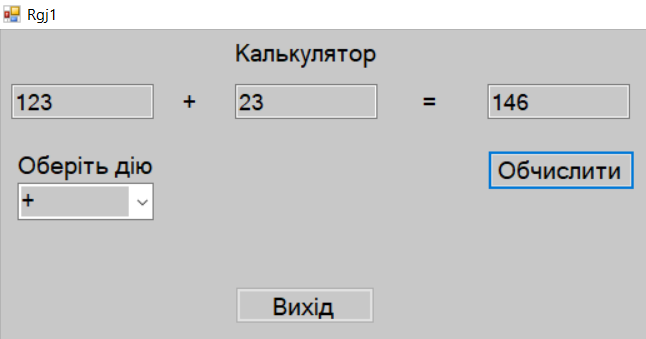 Rgj1
Калькулятор
123 + 23 = 146
Оберіть дію
Обчислити
+
Вихід